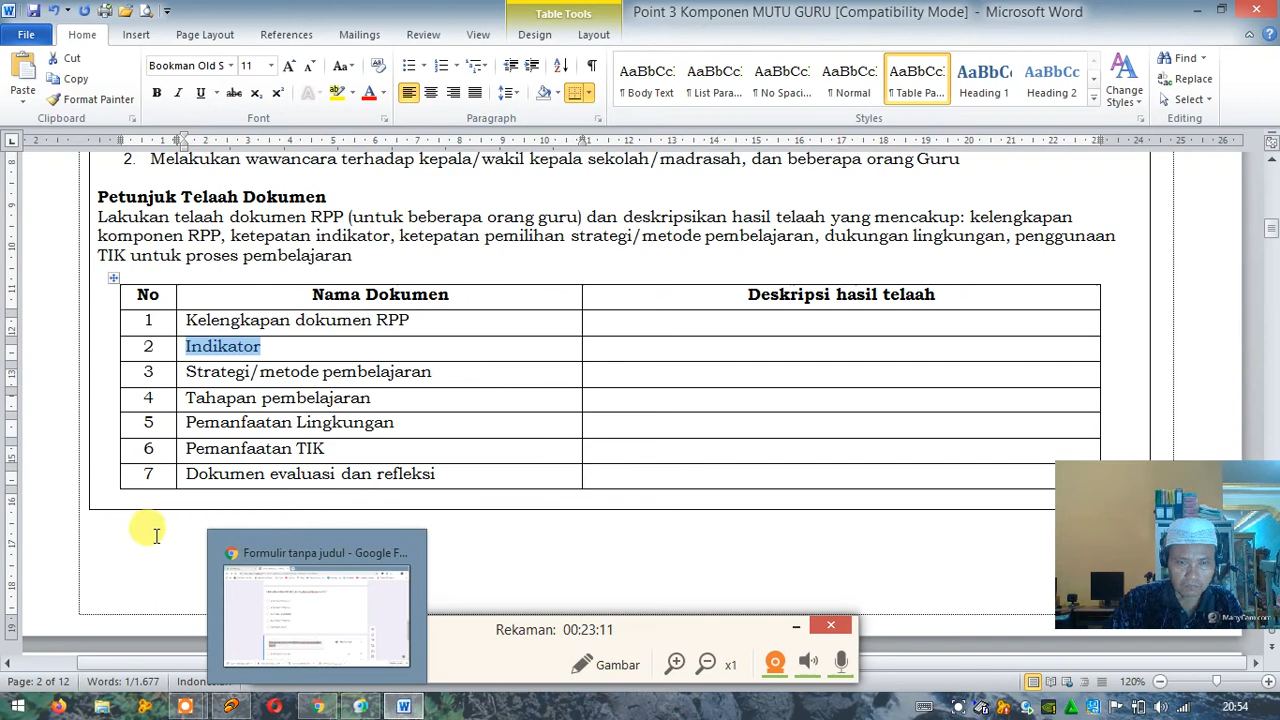 Table Tools
Point 3 Komponen MUTU GURU [Compatibility Mode] - Microsoft Word
File Home Insert Page Layout References Mailings Review View Design Layout
Paste
Cut
Copy
Format Painter
Clipboard
Bookman Old S 11
Font
Paragraph
AaBbCc AaBbCc AaBbCc AaBbCc AaBbCc AaBbCc AaBbCc
¶ Body Text ¶ List Para... ¶ No Spaci... ¶ Normal ¶ Table Pa... Heading 1 Heading 2
Change Styles
Styles
Find
Replace
Select
Editing
2. Melakukan wawancara terhadap kepala/wakil kepala sekolah/madrasah, dan beberapa orang Guru
Petunjuk Telaah Dokumen
Lakukan telaah dokumen RPP (untuk beberapa orang guru) dan deskripsikan hasil telaah yang mencakup: kelengkapan
komponen RPP, ketepatan indikator, ketepatan pemilihan strategi/metode pembelajaran, dukungan lingkungan, penggunaan
TIK untuk proses pembelajaran
No Nama Dokumen Deskripsi hasil telaah
1 Kelengkapan dokumen RPP
2 Indikator
3 Strategi/metode pembelajaran
4 Tahapan pembelajaran
5 Pemanfaatan Lingkungan
6 Pemanfaatan TIK
7 Dokumen evaluasi dan refleksi
Formulir tanpa judul - Google F...
Rekaman: 00:23:11
Gambar x1
ManyCam.com
Page: 2 of 12 Words: 1/1.677 120%
20:54